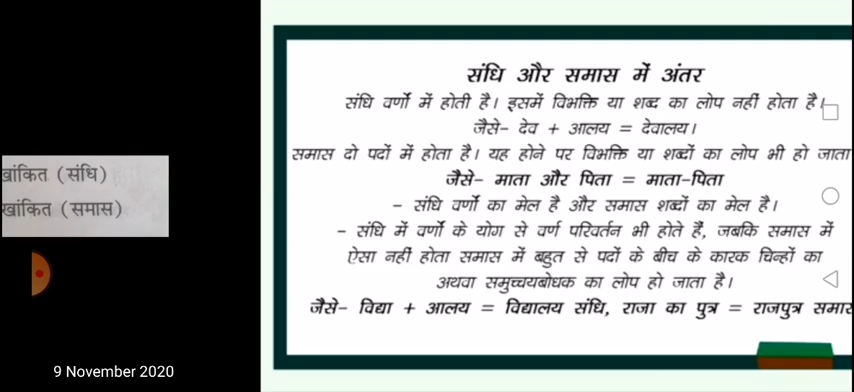 खांकित (संधि)
खांकित (समास)
9 November 2020
संधि और समास में अंतर
संधि वर्णों में होती है। इसमें विभक्ति या शब्द का लोप नहीं होता है।
जैसे- देव + आलय = देवालय।
समास दो पदों में होता है। यह होने पर विभक्ति या शब्दों का लोप भी हो जाता
जैसे- माता और पिता = माता-पिता
- संधि वर्णों का मेल है और समास शब्दों का मेल है।
- संधि में वर्णों के योग से वर्ण परिवर्तन भी होते हैं, जबकि समास में
ऐसा नहीं होता समास में बहुत से पदों के बीच के कारक चिन्हों का
अथवा समुच्चयबोधक का लोप हो जाता है।
जैसे- विद्या + आलय = विद्यालय संधि, राजा का पुत्र = राजपुत्र समास